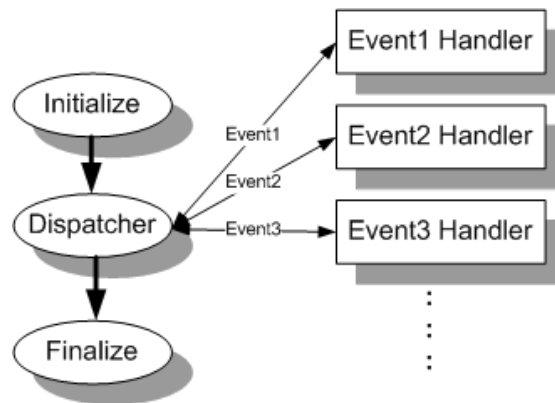 Event1 Handler
Initialize
Event1
Event2 Handler
Event2
Dispatcher
Event3
Event3 Handler
Finalize